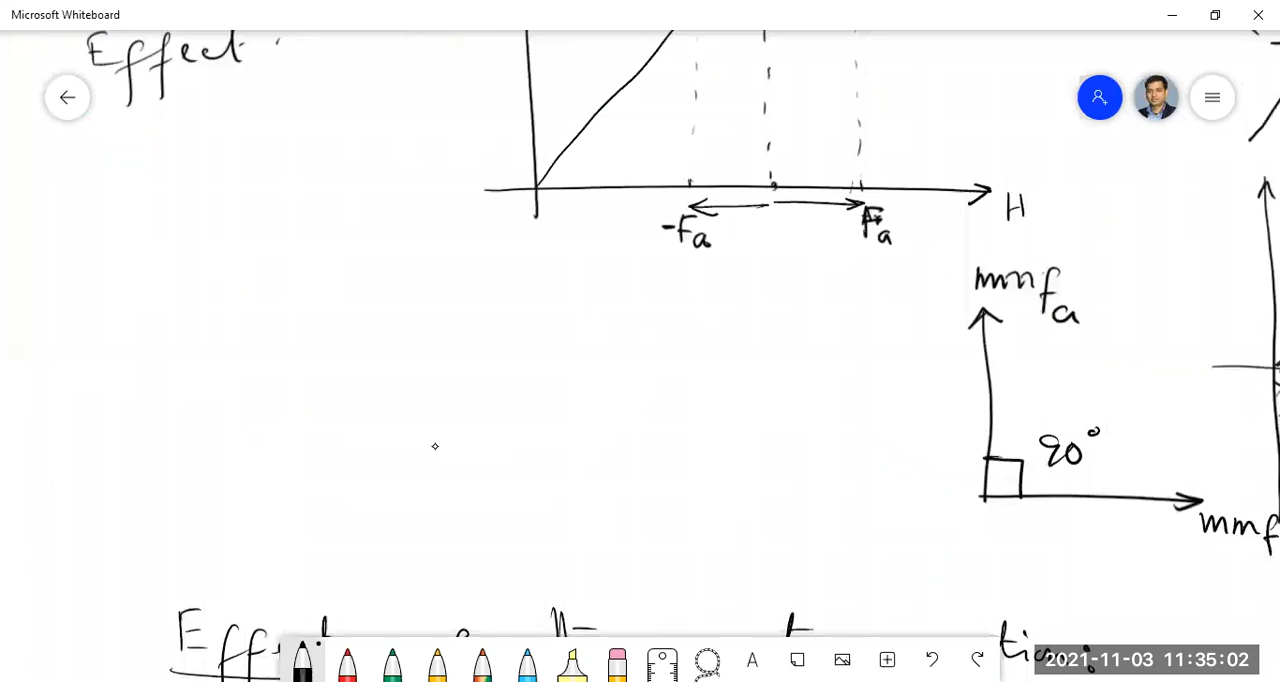 Microsoft Whiteboard
Effect :
H
-Fa Fa
mmfa
90°
mmf
A
2021-11-03 11:35:02